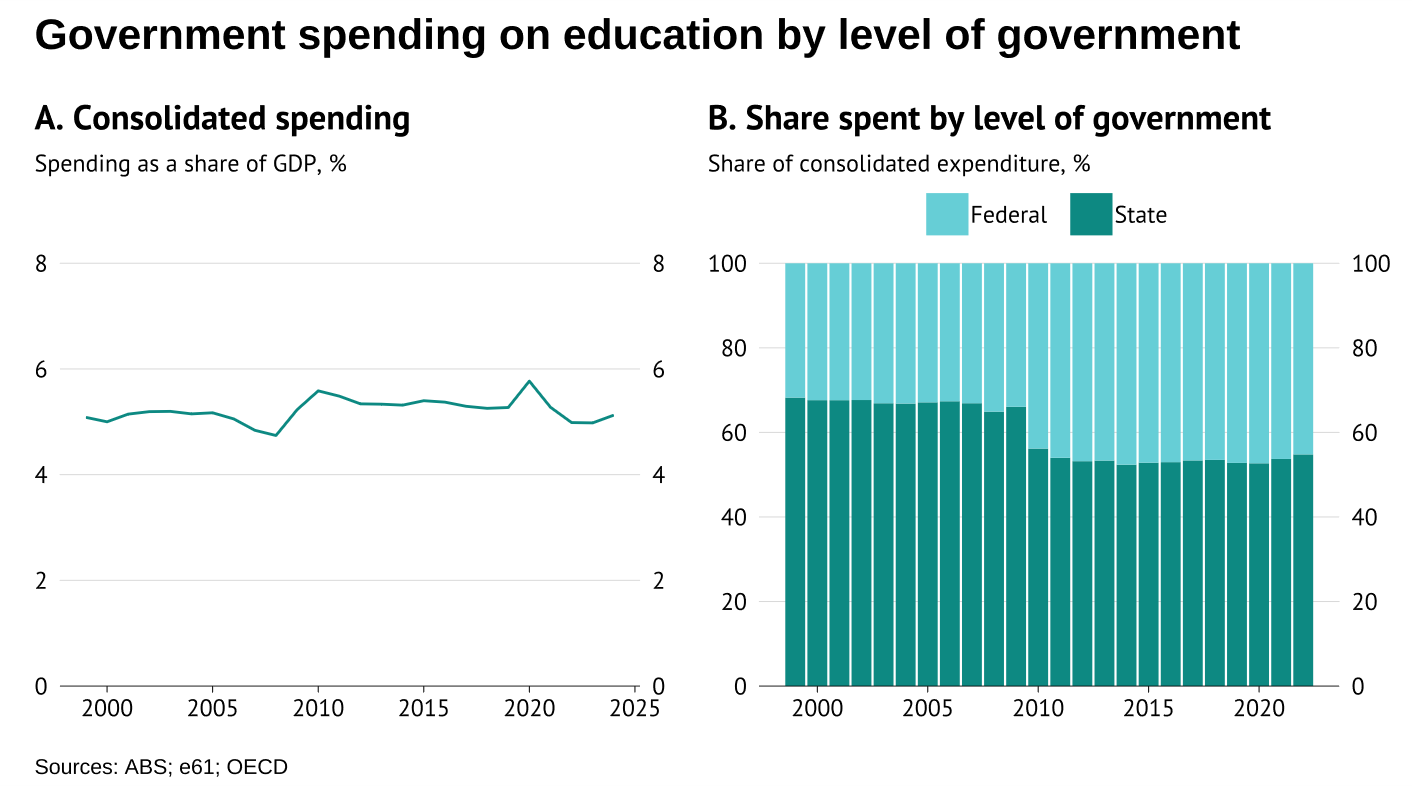 Government spending on education by level of government
A. Consolidated spending
Spending as a share of GDP, %
8 8
6 6
4 4
2 2
0 0
2000 2005 2010 2015 2020 2025
B. Share spent by level of government
Share of consolidated expenditure, %
Federal State
100 100
80 80
60 60
40 40
20 20
0 0
2000 2005 2010 2015 2020
Sources: ABS; e61; OECD